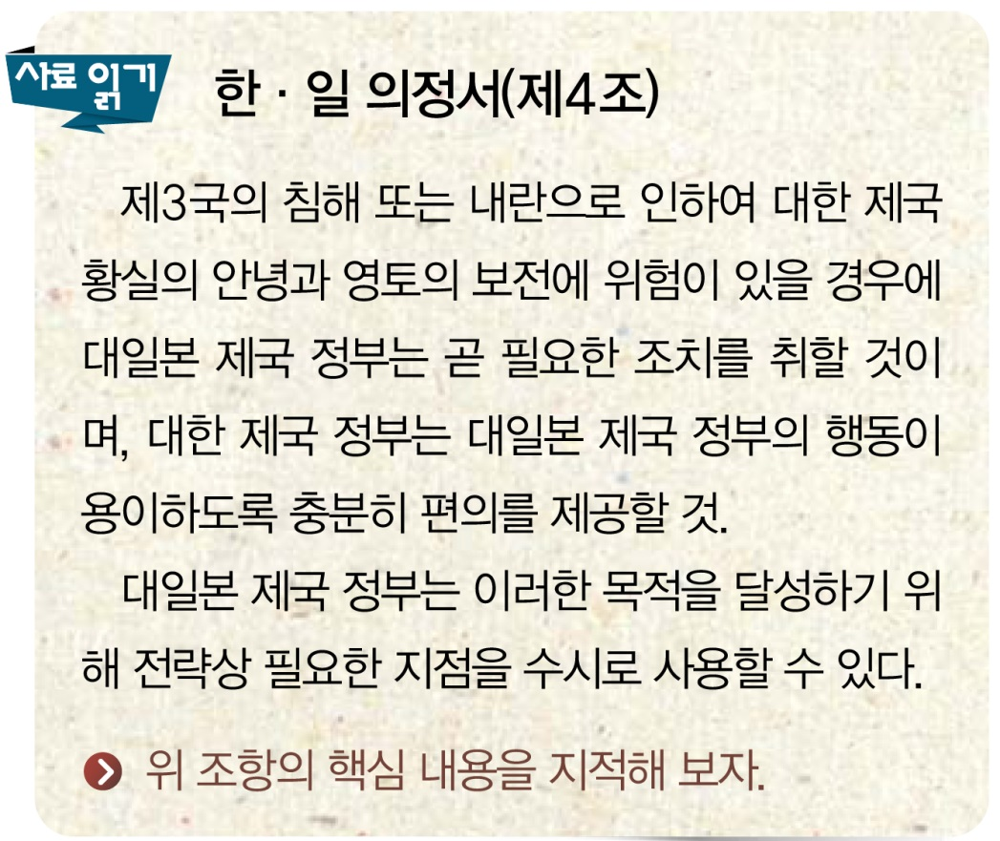 사료 읽기
한·일 의정서(제4조)
제3국의 침해 또는 내란으로 인하여 대한 제국
황실의 안녕과 영토의 보전에 위험이 있을 경우에
대일본 제국 정부는 곧 필요한 조치를 취할 것이
며, 대한 제국 정부는 대일본 제국 정부의 행동이
용이하도록 충분히 편의를 제공할 것.
대일본 제국 정부는 이러한 목적을 달성하기 위
해 전략상 필요한 지점을 수시로 사용할 수 있다.
위 조항의 핵심 내용을 지적해 보자.